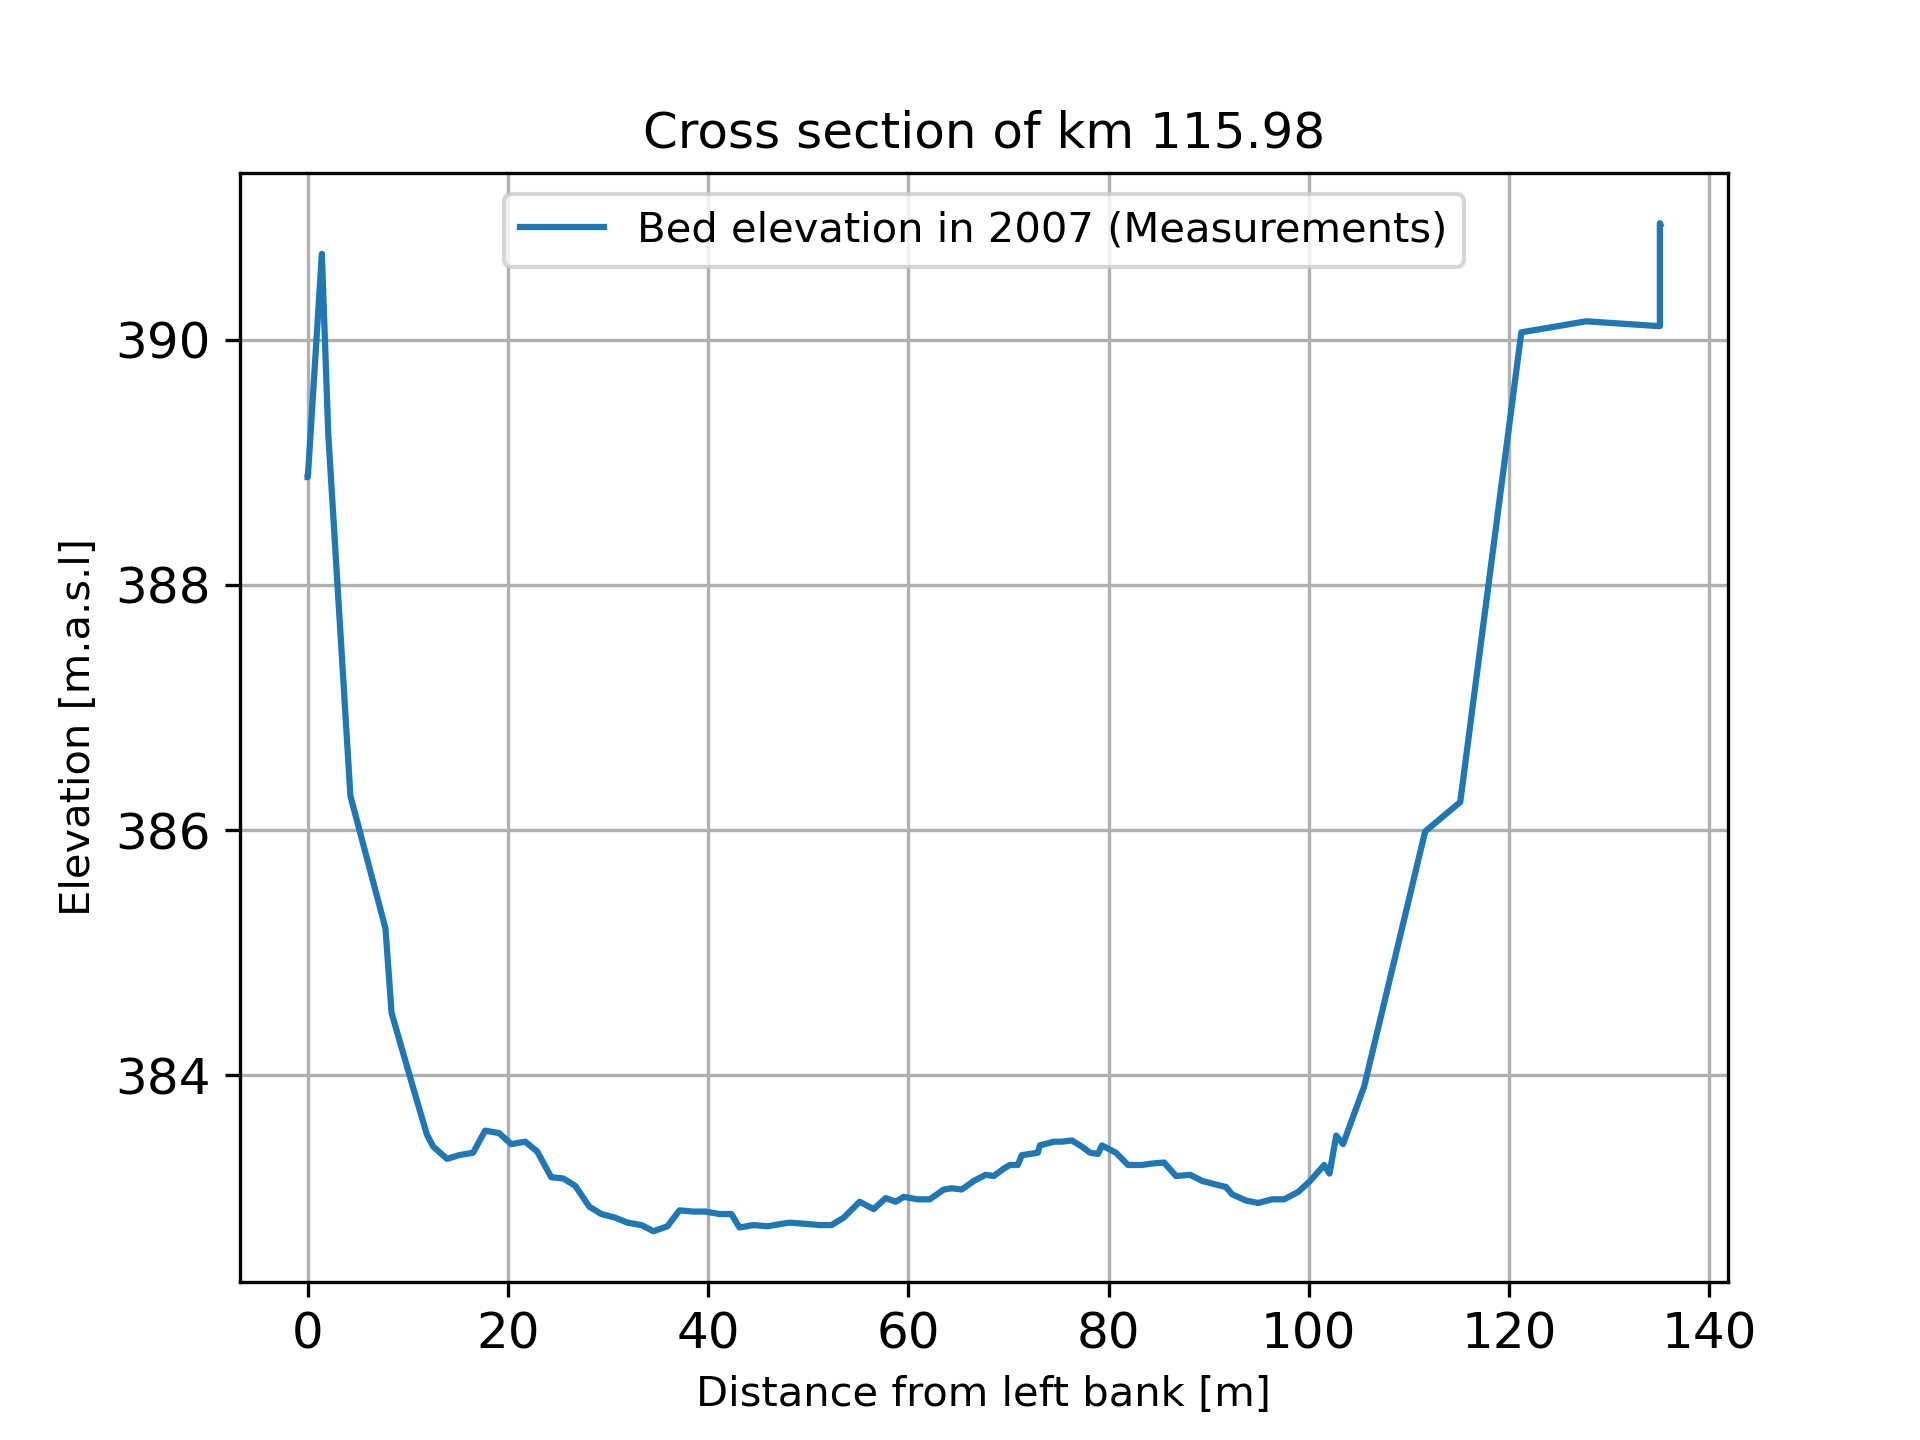 Cross section of km 115.98
Bed elevation in 2007 (Measurements)
Elevation [m.a.s.l]
390
388
386
384
0 20 40 60 80 100 120 140
Distance from left bank [m]